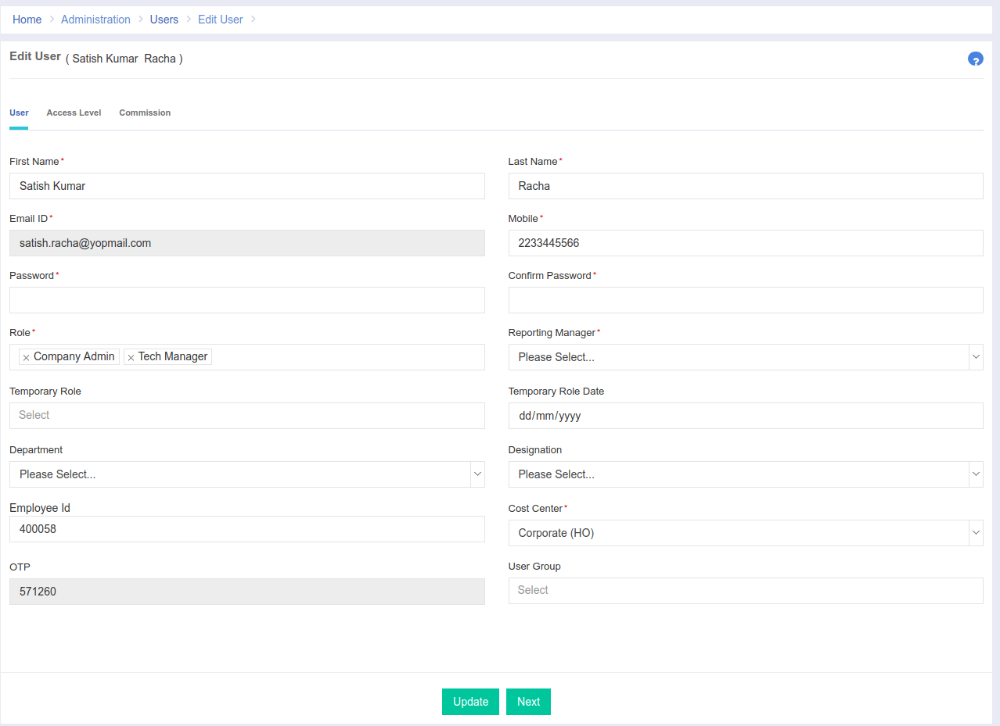 Home > Administration > Users > Edit User >
Edit User ( Satish Kumar Racha )
?
User Access Level Commission
First Name* Last Name*
Satish Kumar Racha
Email ID* Mobile*
satish.racha@yopmail.com 2233445566
Password* Confirm Password*
Role* Reporting Manager*
× Company Admin × Tech Manager Please Select...
Temporary Role Temporary Role Date
Select dd/mm/yyyy
Department Designation
Please Select... Please Select...
Employee Id Cost Center*
400058 Corporate (HO)
OTP User Group
571260 Select
Update Next